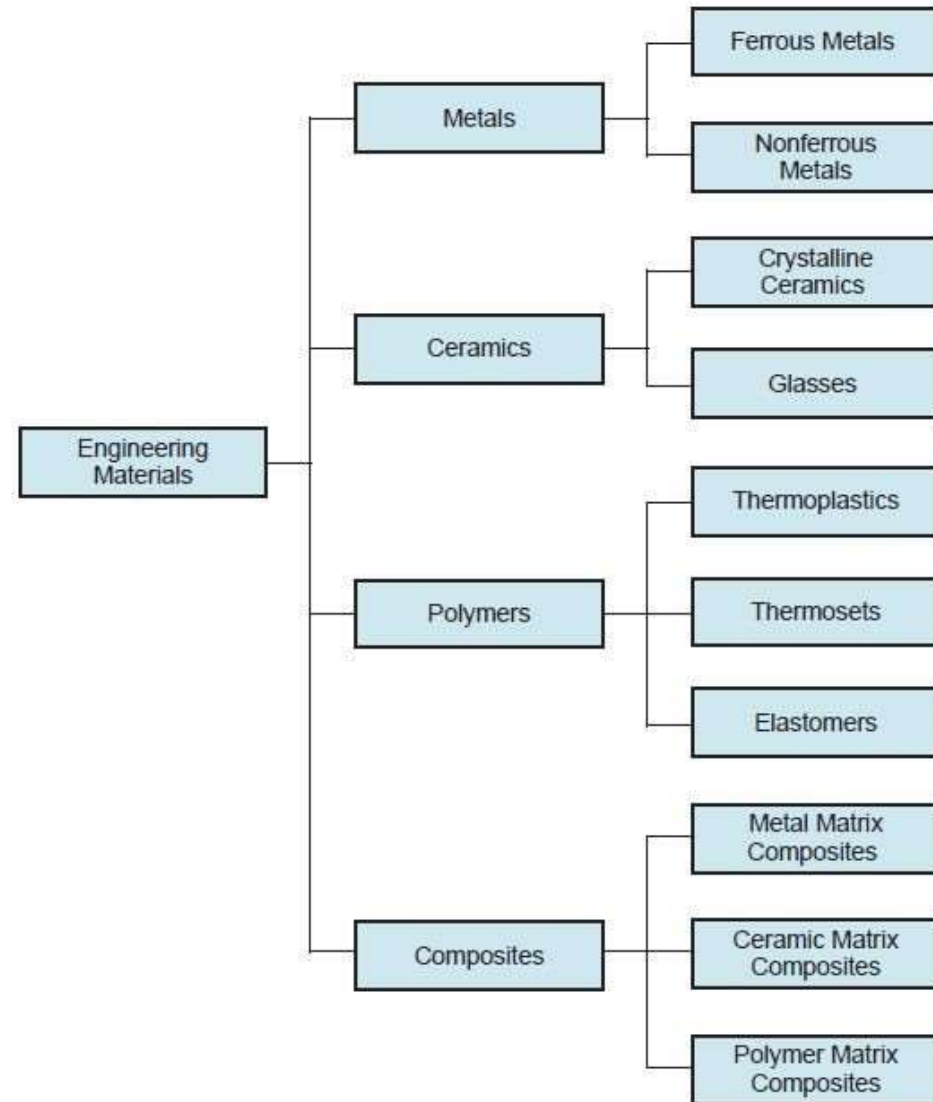 Ferrous Metals
Metals
Nonferrous
Metals
Crystalline
Ceramics
Ceramics
Glasses
Engineering
Materials
Thermoplastics
Polymers
Thermosets
Elastomers
Metal Matrix
Composites
Composites
Ceramic Matrix
Composites
Polymer Matrix
Composites